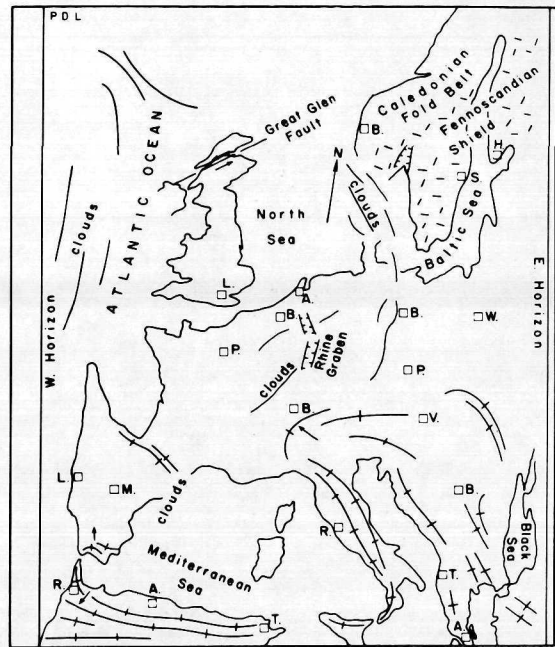 PDL
Caledonian
Fold Belt
Fennoscandian
Shield
Great Glen
Fault
ATLANTIC OCEAN
clouds
W. Horizon
E. Horizon
N
North
Sea
clouds
Baltic Sea
B.
H.
S.
L.
A.
B.
B.
W.
P.
clouds
Rhine
Graben
P.
B.
V.
L.
M.
clouds
R.
B.
Black
Sea
Mediterranean
Sea
R.
A.
T.
T.
A.